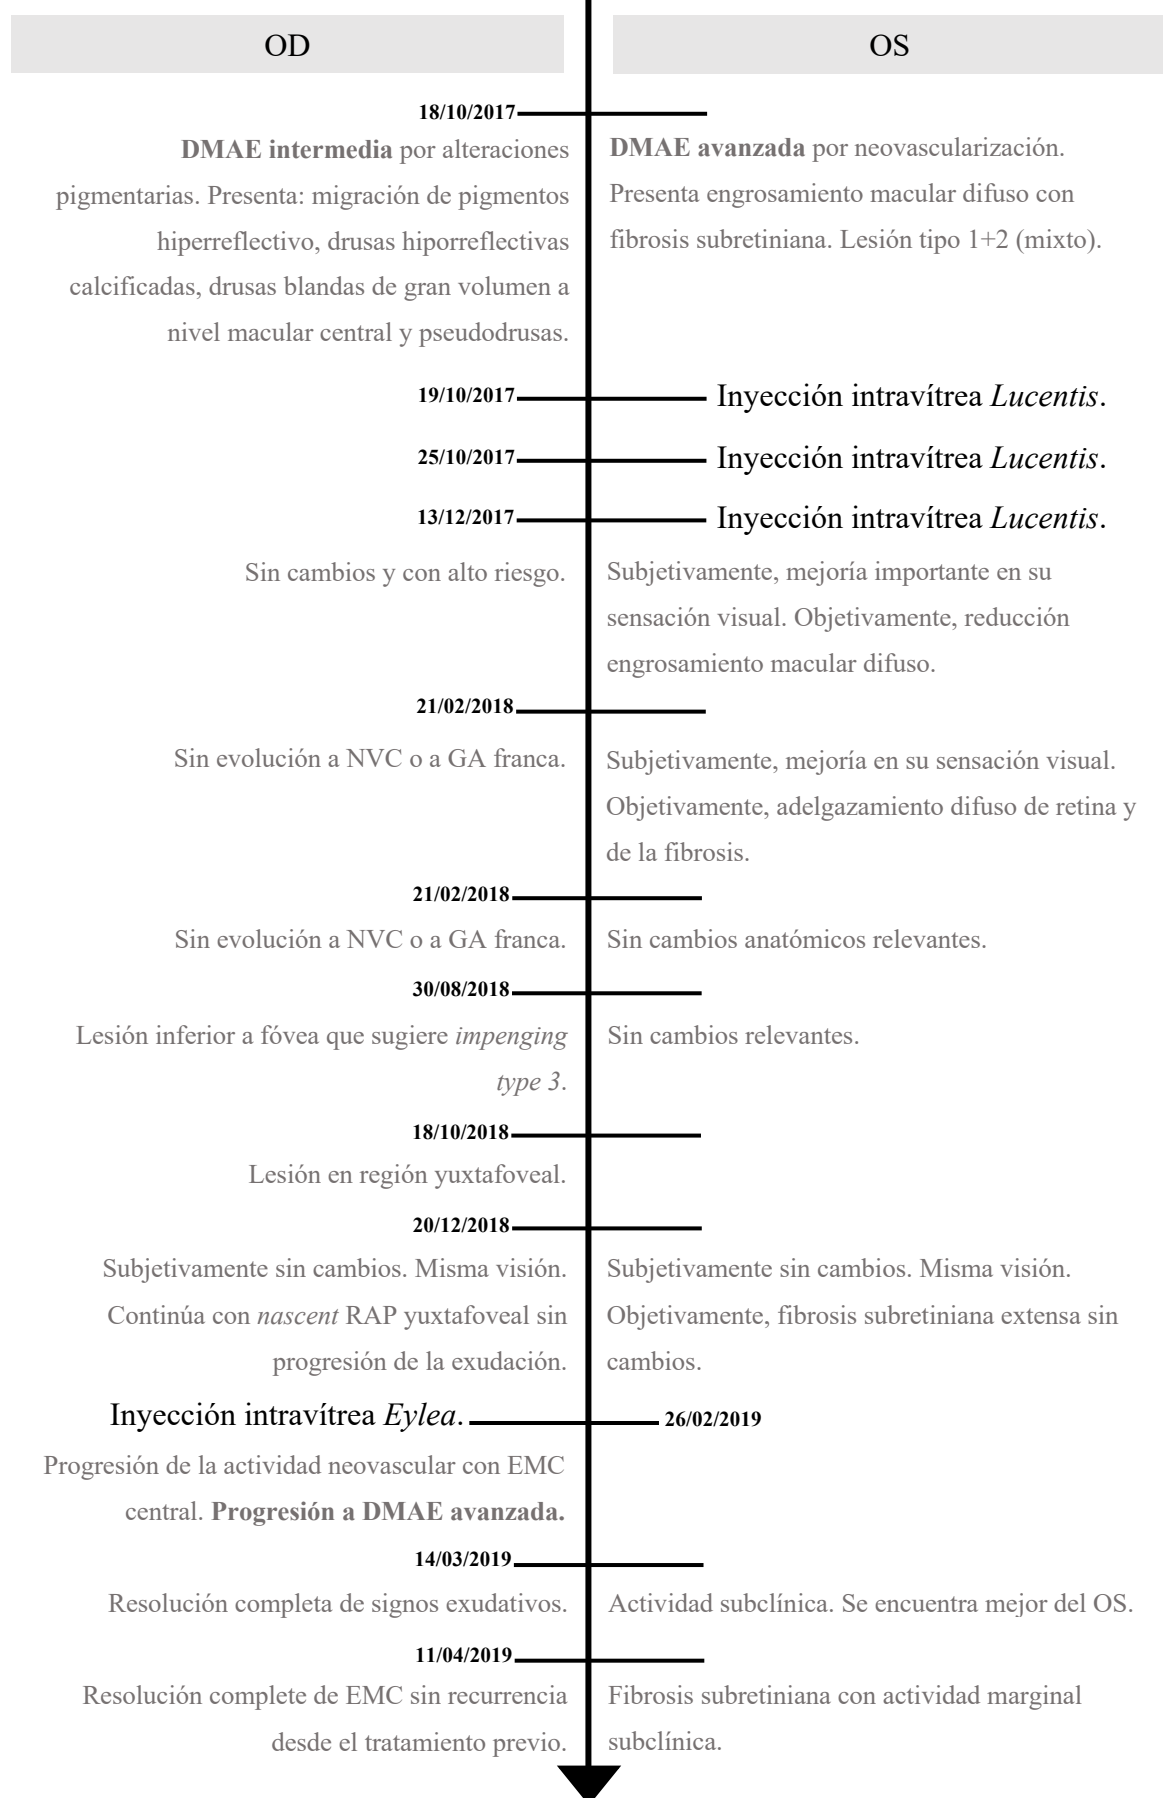 OD
OS
18/10/2017
DMAE intermedia por alteraciones
pigmentarias. Presenta: migración de pigmentos
hiperreflectivo, drusas hiporreflectivas
calcificadas, drusas blandas de gran volumen a
nivel macular central y pseudodrusas.
DMAE avanzada por neovascularización.
Presenta engrosamiento macular difuso con
fibrosis subretiniana. Lesión tipo 1+2 (mixto).
19/10/2017
Inyección intravítrea Lucentis.
25/10/2017
Inyección intravítrea Lucentis.
13/12/2017
Inyección intravítrea Lucentis.
Sin cambios y con alto riesgo.
Subjetivamente, mejoría importante en su
sensación visual. Objetivamente, reducción
engrosamiento macular difuso.
21/02/2018
Sin evolución a NVC o a GA franca.
Subjetivamente, mejoría en su sensación visual.
Objetivamente, adelgazamiento difuso de retina y
de la fibrosis.
21/02/2018
Sin evolución a NVC o a GA franca.
Sin cambios anatómicos relevantes.
30/08/2018
Lesión inferior a fóvea que sugiere impenging
type 3.
Sin cambios relevantes.
18/10/2018
Lesión en región yuxtafoveal.
20/12/2018
Subjetivamente sin cambios. Misma visión.
Continúa con nascent RAP yuxtafoveal sin
progresión de la exudación.
Subjetivamente sin cambios. Misma visión.
Objetivamente, fibrosis subretiniana extensa sin
cambios.
Inyección intravítrea Eylea.
26/02/2019
Progresión de la actividad neovascular con EMC
central. Progresión a DMAE avanzada.
14/03/2019
Resolución completa de signos exudativos.
Actividad subclínica. Se encuentra mejor del OS.
11/04/2019
Resolución complete de EMC sin recurrencia
desde el tratamiento previo.
Fibrosis subretiniana con actividad marginal
subclínica.